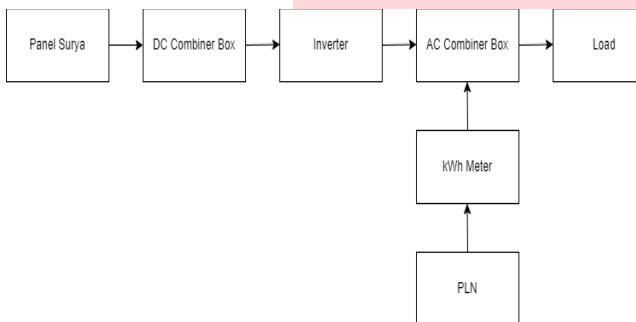 Panel Surya
DC Combiner Box
Inverter
AC Combiner Box
Load
kWh Meter
PLN